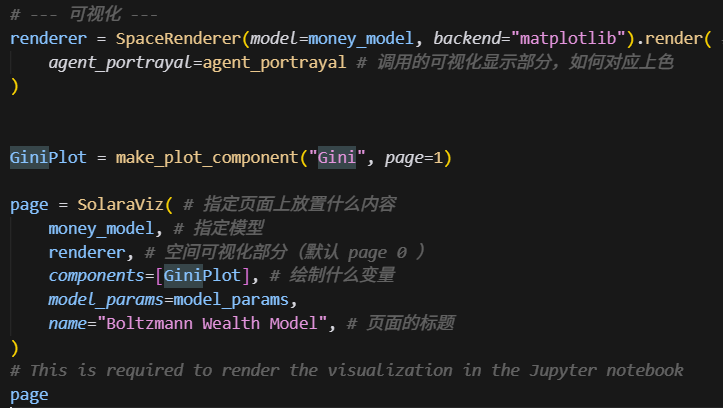 # --- 可视化 ---
renderer = SpaceRenderer(model=money_model, backend="matplotlib").render(
    agent_portrayal=agent_portrayal # 调用的可视化显示部分，如何对应上色
)
GiniPlot = make_plot_component("Gini", page=1)
page = SolaraViz( # 指定页面上放置什么内容
    money_model, # 指定模型
    renderer, # 空间可视化部分（默认 page 0 ）
    components=[GiniPlot], # 绘制什么变量
    model_params=model_params,
    name="Boltzmann Wealth Model", # 页面的标题
)
# This is required to render the visualization in the Jupyter notebook
page